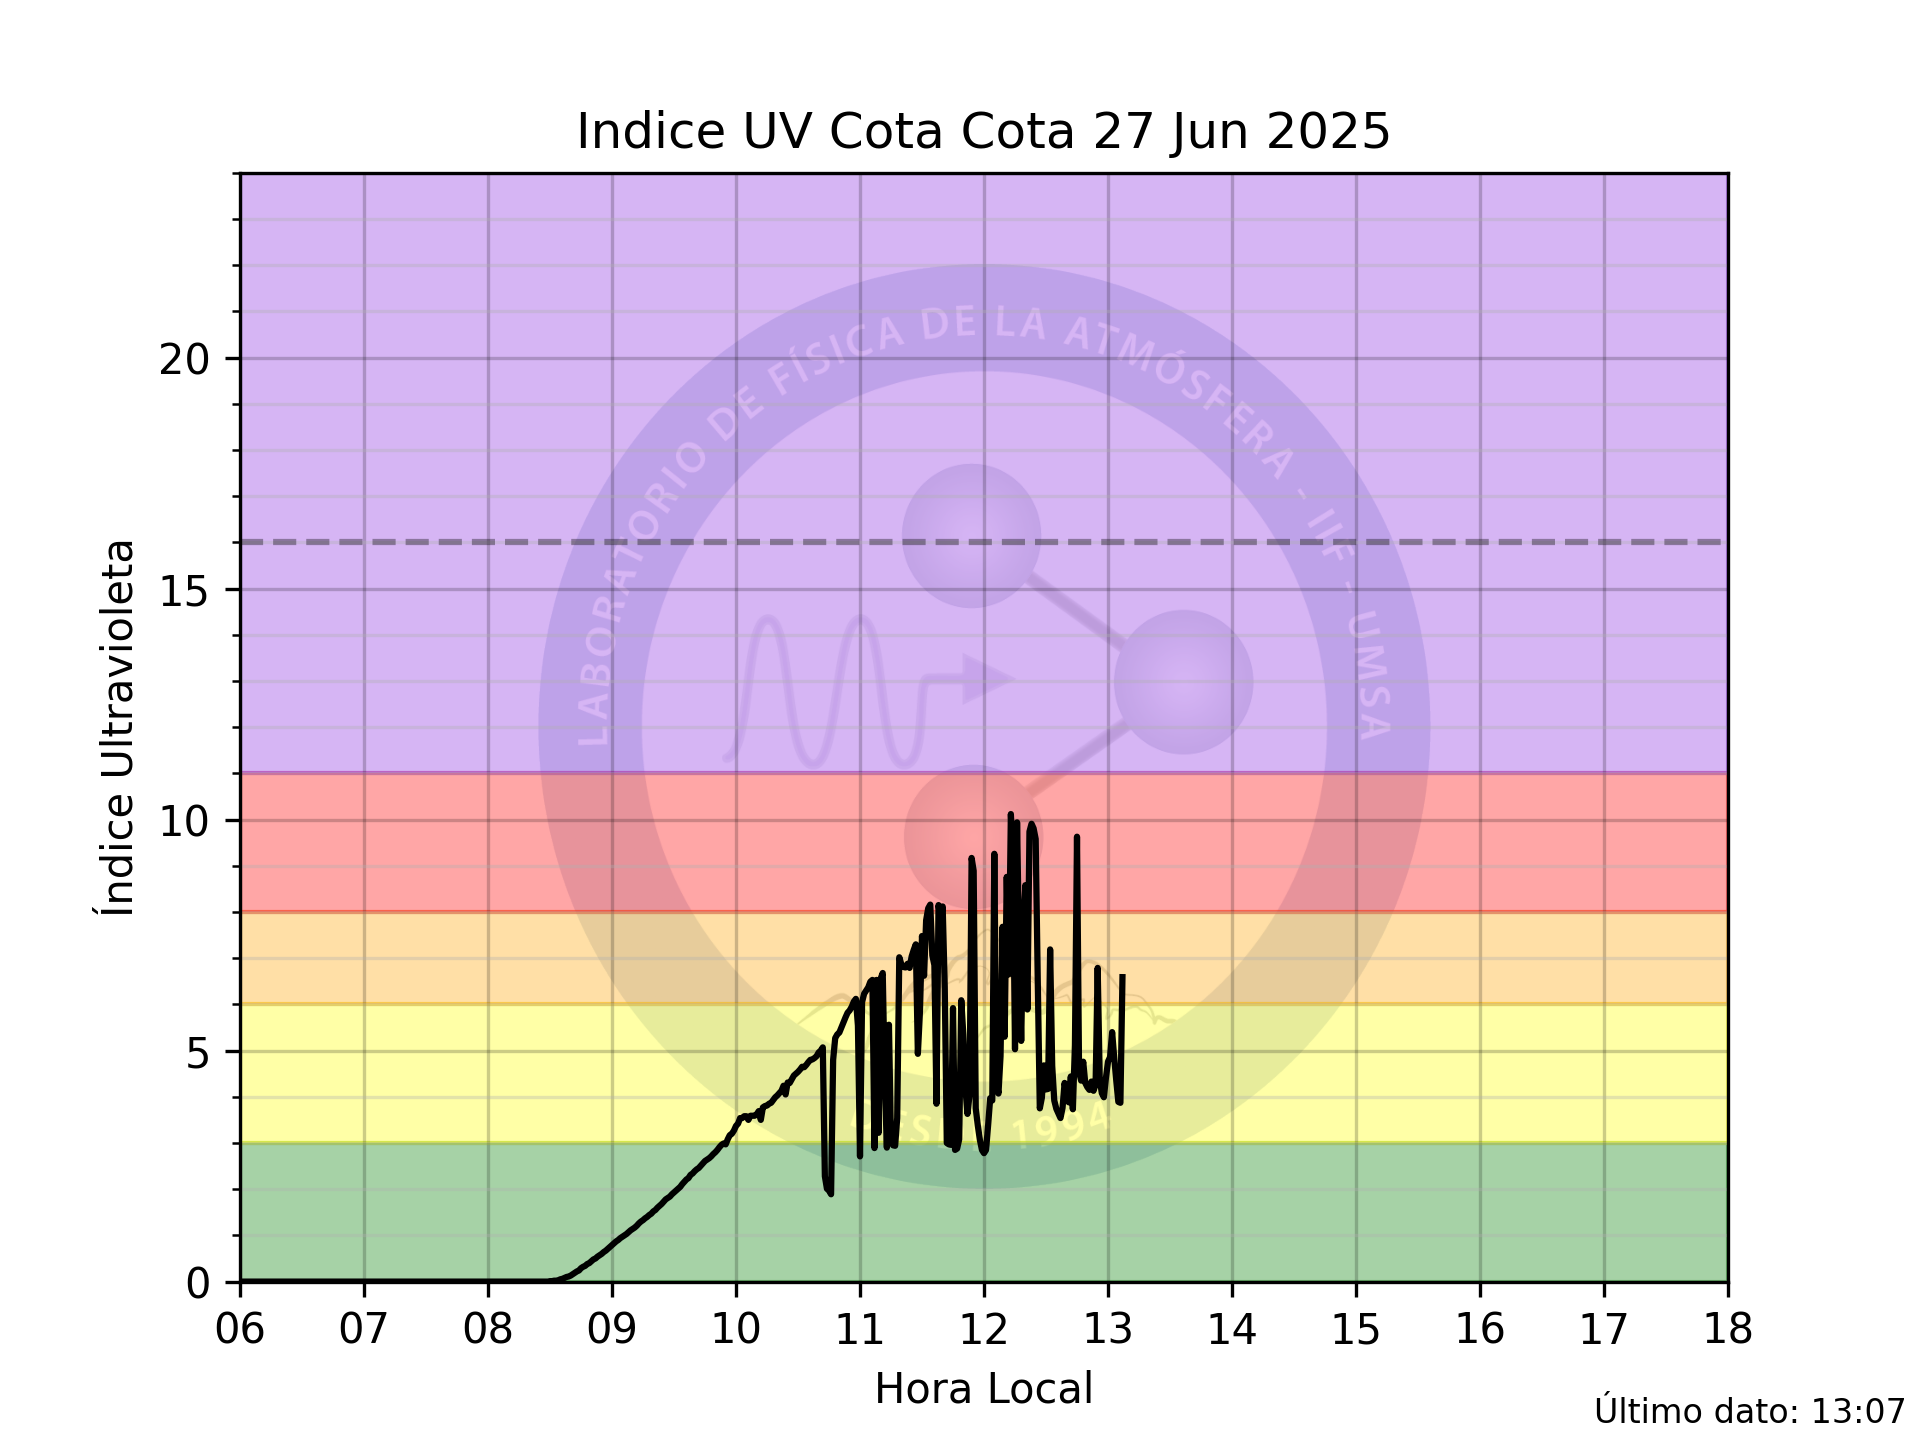 Indice UV Cota Cota 27 Jun 2025
Índice Ultravioleta
20
15
10
5
0
LABORATORIO DE FÍSICA DE LA ATMÓSFERA - IIF - UMSA
1994
06 07 08 09 10 11 12 13 14 15 16 17 18
Hora Local
Último dato: 13:07